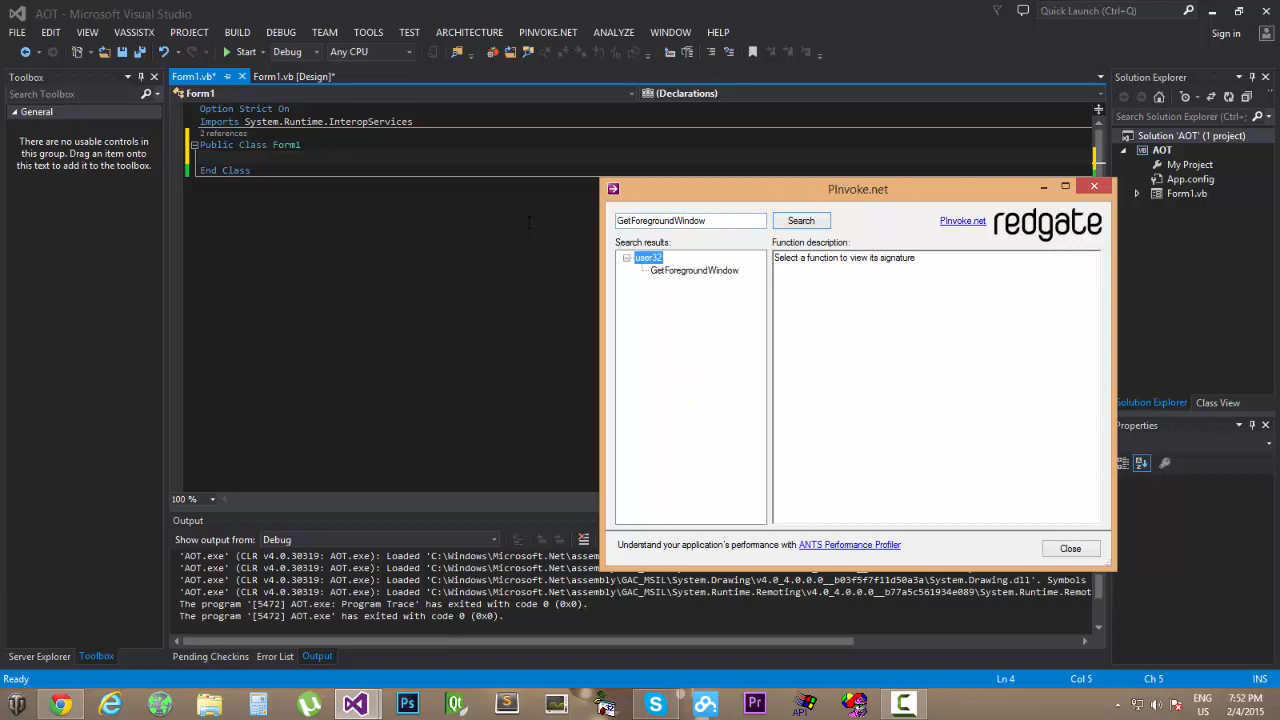 AOT - Microsoft Visual Studio
Quick Launch (Ctrl+Q)
FILE EDIT VIEW VASSISTX PROJECT BUILD DEBUG TEAM TOOLS TEST ARCHITECTURE PINVOKE.NET ANALYZE WINDOW HELP
Sign in
Start Debug Any CPU
Toolbox
Search Toolbox
General
There are no usable controls in
this group. Drag an item onto
this text to add it to the toolbox.
Form1.vb* Form1.vb [Design]*
Form1 (Declarations)
Option Strict On
Imports System.Runtime.InteropServices
2 references
Public Class Form1
End Class
100 %
PInvoke.net
GetForegroundWindow Search PInvoke.net redgate
Search results: Function description:
user32 Select a function to view its signature
GetForegroundWindow
Understand your application's performance with ANTS Performance Profiler
Close
Solution Explorer
Search Solution Explorer (Ctrl+;)
Solution 'AOT' (1 project)
AOT
My Project
App.config
Form1.vb
Solution Explorer Class View
Properties
Output
Show output from: Debug
'AOT.exe' (CLR v4.0.30319: AOT.exe): Loaded 'C:\Windows\Microsoft.Net\assem
'AOT.exe' (CLR v4.0.30319: AOT.exe): Loaded 'C:\Windows\Microsoft.Net\assembly\
'AOT.exe' (CLR v4.0.30319: AOT.exe): Loaded 'C:\Windows\Microsoft.Net\assembly\GAC_MSIL\System.Drawing\v4.0_4.0.0.0__b03f5f7f11d50a3a\System.Drawing.dll'. Symbols
'AOT.exe' (CLR v4.0.30319: AOT.exe): Loaded 'C:\Windows\Microsoft.Net\assembly\GAC_MSIL\System.Runtime.Remoting\v4.0_4.0.0.0__b77a5c561934e089\System.Runtime.Remot
The program '[5472] AOT.exe: Program Trace' has exited with code 0 (0x0).
The program '[5472] AOT.exe' has exited with code 0 (0x0).
Server Explorer Toolbox
Pending Checkins Error List Output
Ready Ln 4 Col 5 Ch 5 INS
Ps Qt S Pr API C
ENG 7:52 PM
US 2/4/2015